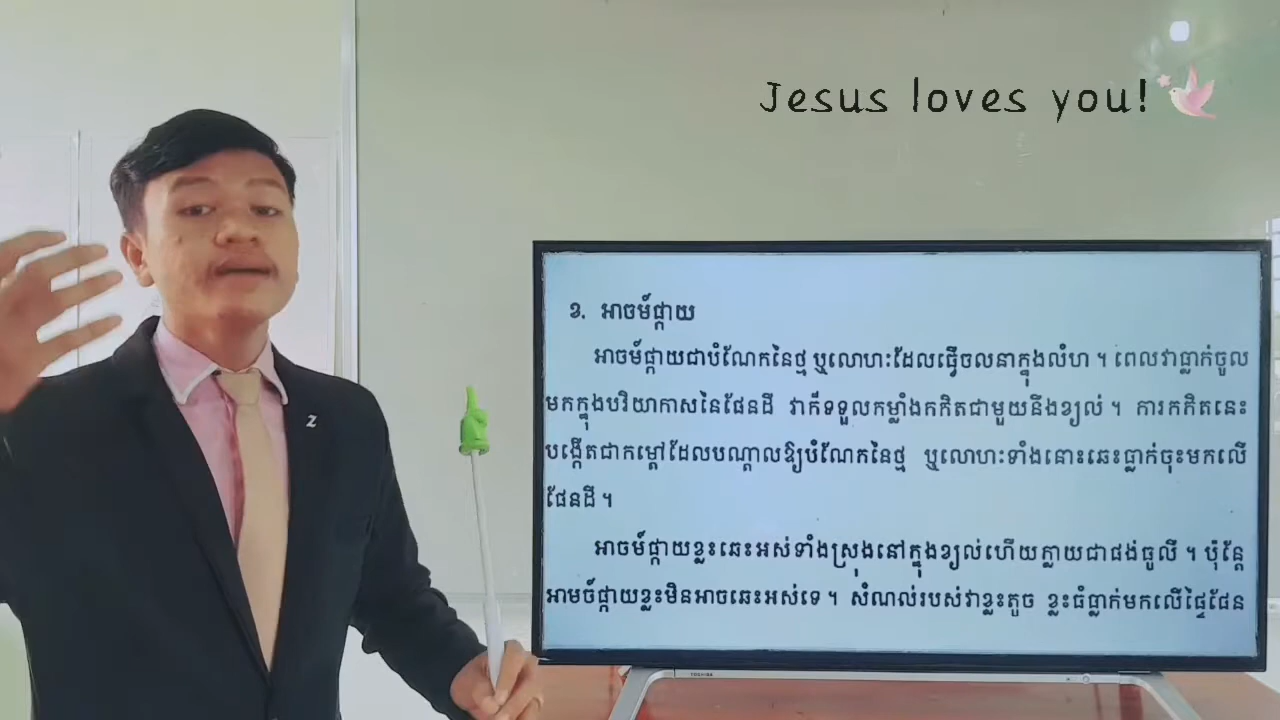 Jesus loves you!
ខ. អាចម៍ផ្កាយ
អាចម៍ផ្កាយជាបំណែកនៃថ្ម ឬលោហៈដែលធ្វើចលនាក្នុងលំហ ។ ពេលវាធ្លាក់ចូល
មកក្នុងបរិយាកាសនៃផែនដី វាក៏ទទួលកម្លាំងកកិតជាមួយនឹងខ្យល់ ។ ការកកិតនេះ
បង្កើតជាកម្ដៅដែលបណ្ដាលឱ្យបំណែកនៃថ្ម ឬលោហៈទាំងនោះឆេះធ្លាក់ចុះមកលើ
ផែនដី ។
អាចម៍ផ្កាយខ្លះឆេះអស់ទាំងស្រុងនៅក្នុងខ្យល់ហើយក្លាយជាផង់ធូលី ។ ប៉ុន្តែ
អាមច៍ផ្កាយខ្លះមិនអាចឆេះអស់ទេ ។ សំណល់របស់វាខ្លះតូច ខ្លះធំធ្លាក់មកលើផ្ទៃផែន
z
TOSHIBA